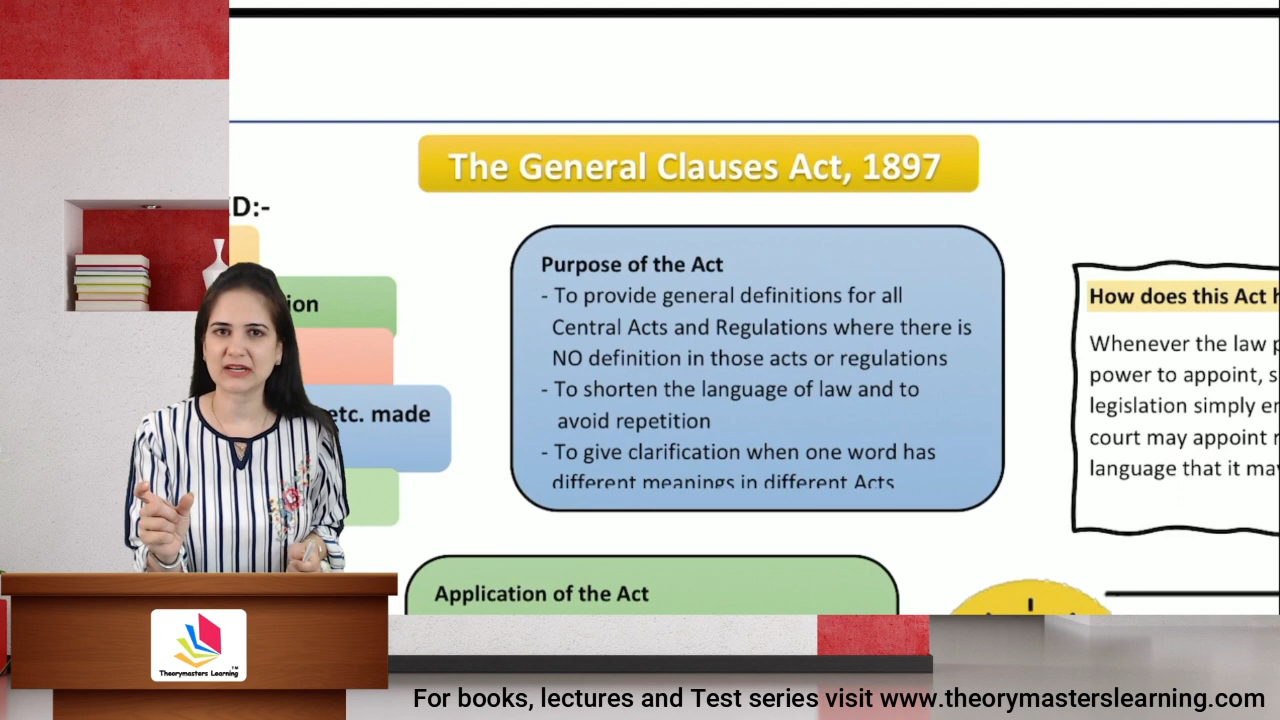 The General Clauses Act, 1897
D:-
ion
etc. made
Purpose of the Act
- To provide general definitions for all
Central Acts and Regulations where there is
NO definition in those acts or regulations
- To shorten the language of law and to
avoid repetition
- To give clarification when one word has
different meanings in different Acts
How does this Act h
Whenever the law p
power to appoint, s
legislation simply e
court may appoint
language that it may
Application of the Act
Theorymasters Learning™
For books, lectures and Test series visit www.theorymasterslearning.com